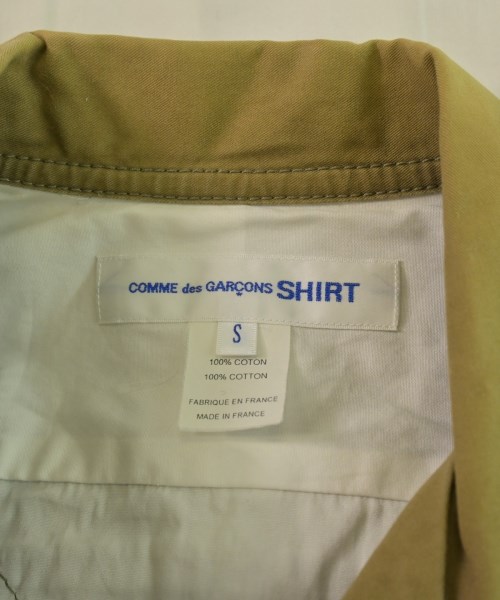 COMME des GARÇONS SHIRT
S
100% COTON
100% COTTON
FABRIQUE EN FRANCE
MADE IN FRANCE